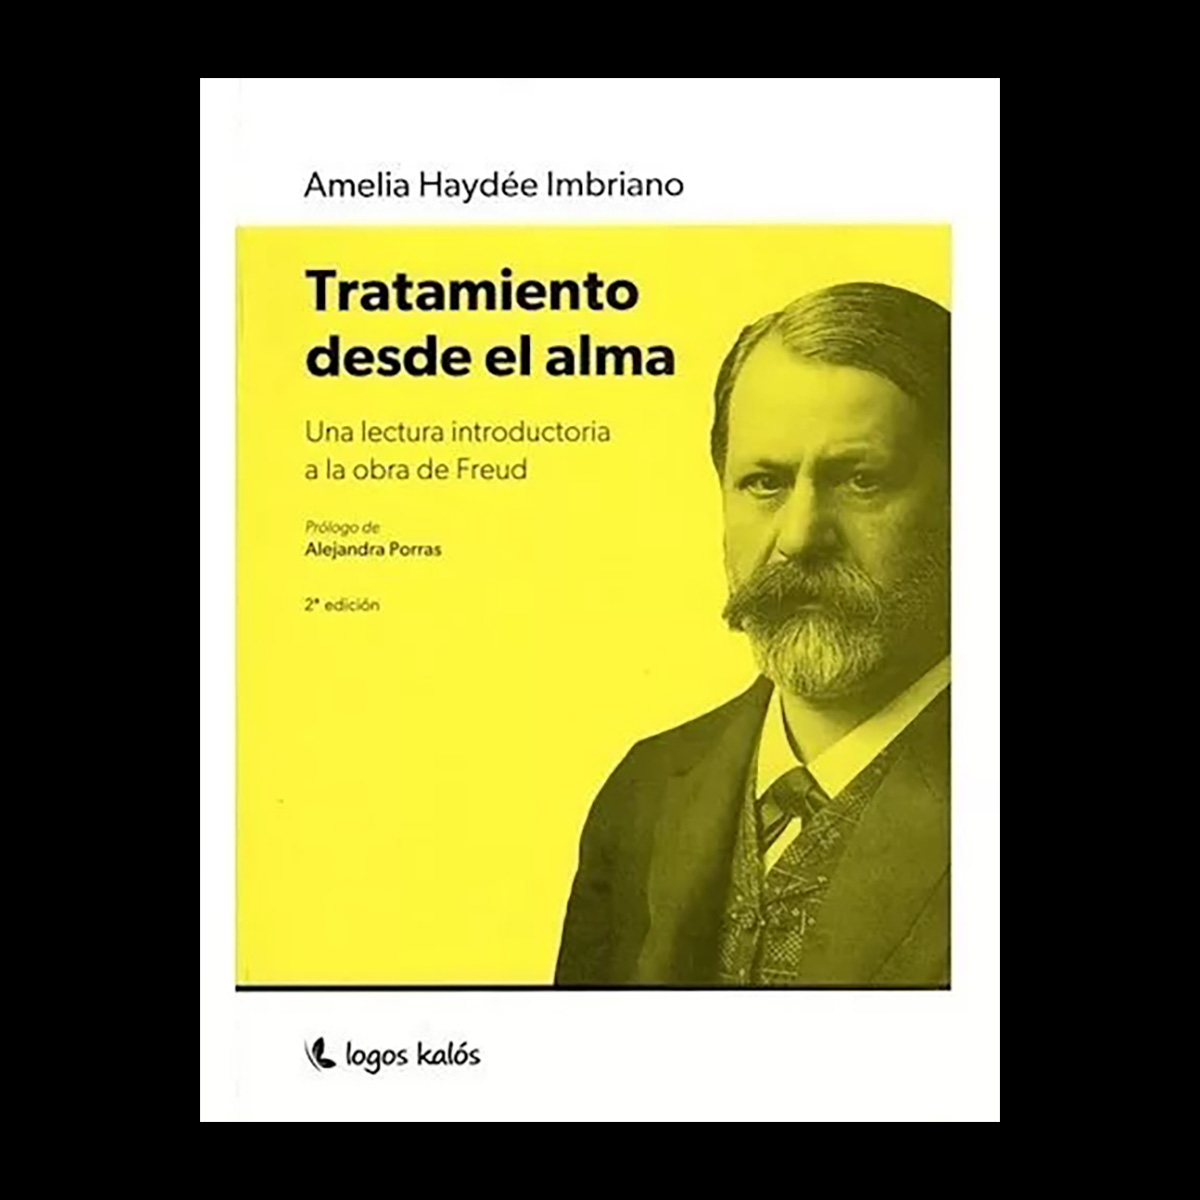 Amelia Haydée Imbriano
Tratamiento
desde el alma
Una lectura introductoria
a la obra de Freud
Prólogo de
Alejandra Porras
2ª edición
logos kalós